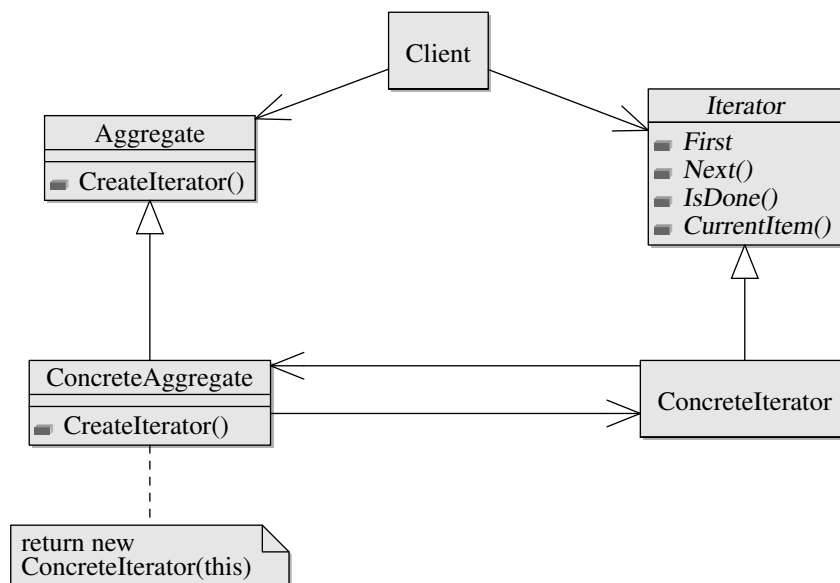 Client
Aggregate
CreateIterator()
Iterator
First
Next()
IsDone()
CurrentItem()
ConcreteAggregate
CreateIterator()
ConcreteIterator
return new
ConcreteIterator(this)